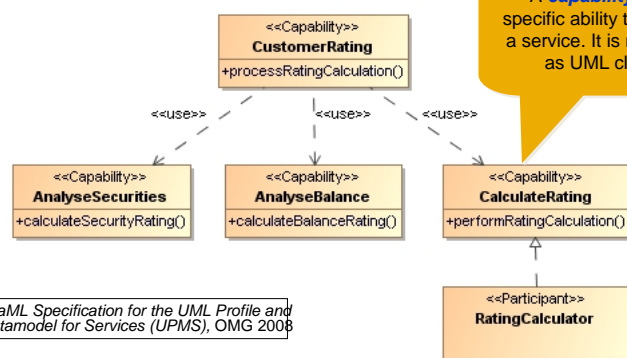 A capability
specific ability t
a service. It is
as UML cl
<<Capability>>
CustomerRating
+processRatingCalculation()
<<use>>
<<use>>
<<use>>
<<Capability>>
AnalyseSecurities
+calculateSecurityRating()
<<Capability>>
AnalyseBalance
+calculateBalanceRating()
<<Capability>>
CalculateRating
+performRatingCalculation()
<<Participant>>
RatingCalculator
aML Specification for the UML Profile and
tamodel for Services (UPMS), OMG 2008